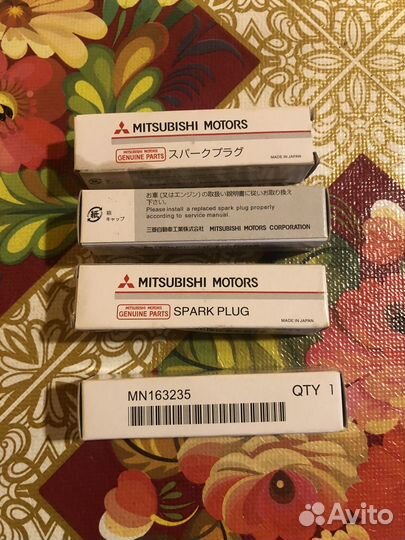 MITSUBISHI MOTORS
MITSUBISHI MOTORS
GENUINE PARTS
スパークプラグ
MADE IN JAPAN
紙
箱
キャップ
お車(又はエンジン)の取扱い説明書に従いお取り換え
下さい。
Please install a replaced spark plug properly
according to service manual.
三菱自動車工業株式会社 MITSUBISHI MOTORS CORPORATION
MITSUBISHI MOTORS
MITSUBISHI MOTORS
GENUINE PARTS
SPARK PLUG
MADE IN JAPAN
MN163235
QTY 1
Avito